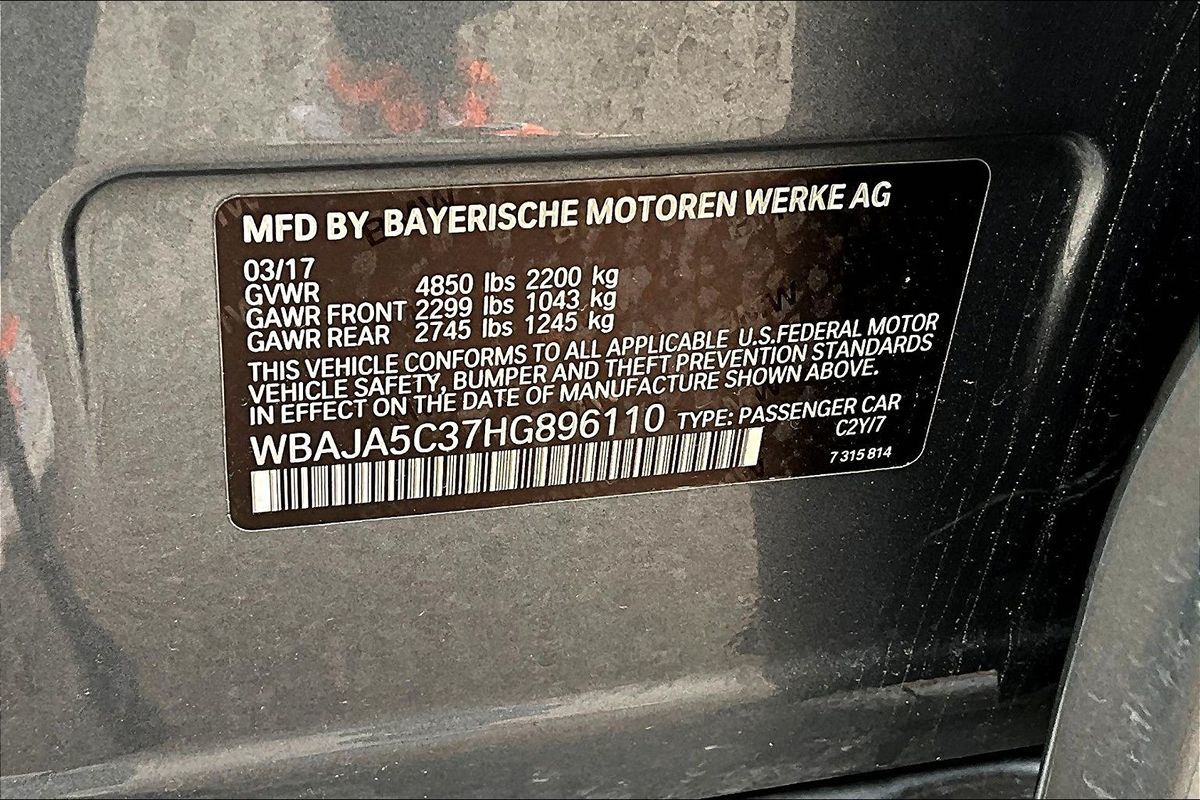 MFD BY BAYERISCHE MOTOREN WERKE AG
03/17
GVWR 4850 lbs 2200 kg
GAWR FRONT 2299 lbs 1043 kg
GAWR REAR 2745 lbs 1245 kg
THIS VEHICLE CONFORMS TO ALL APPLICABLE U.S.FEDERAL MOTOR
VEHICLE SAFETY, BUMPER AND THEFT PREVENTION STANDARDS
IN EFFECT ON THE DATE OF MANUFACTURE SHOWN ABOVE.
WBAJA5C37HG896110 TYPE: PASSENGER CAR
C2Y/7
7 315 814